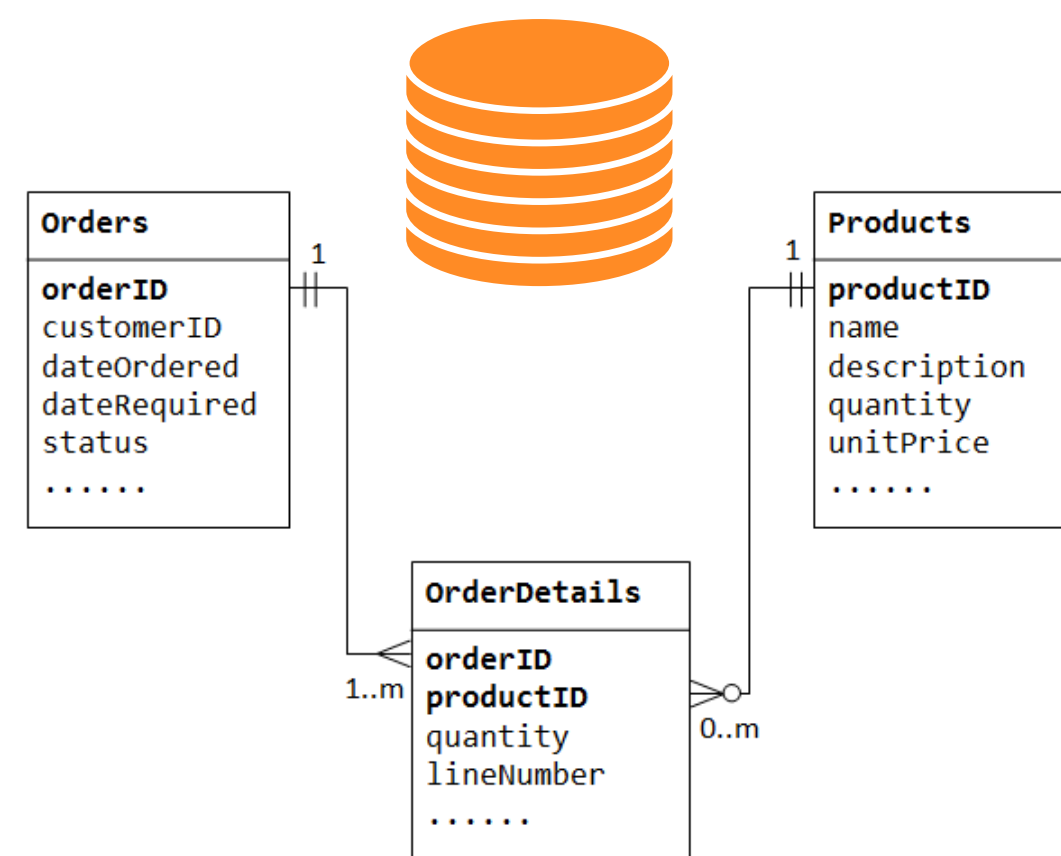 Orders
orderID
customerID
dateOrdered
dateRequired
status
......
1
1
Products
productID
name
description
quantity
unitPrice
......
OrderDetails
orderID
productID
quantity
lineNumber
......
1..m
0..m